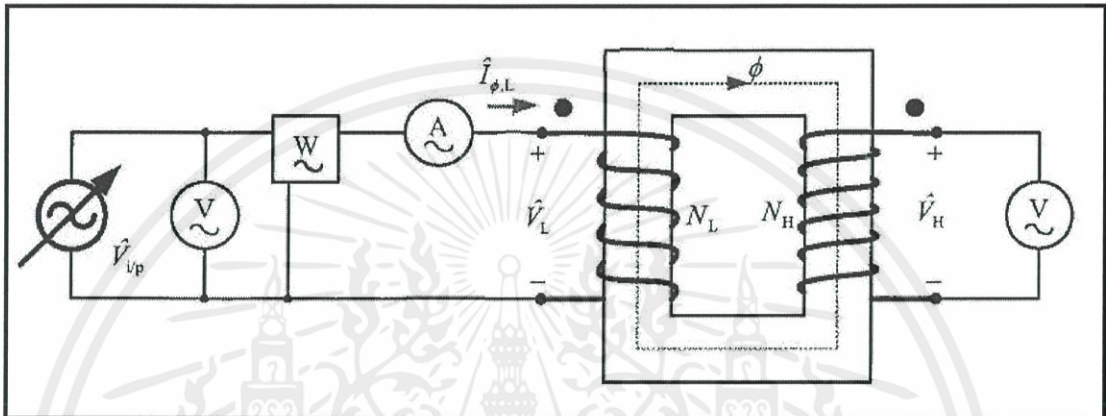 Î_ϕ,L
ϕ
V
W
A
+
V̂_L
−
N_L
N_H
+
V̂_H
−
V
V̂_i/p